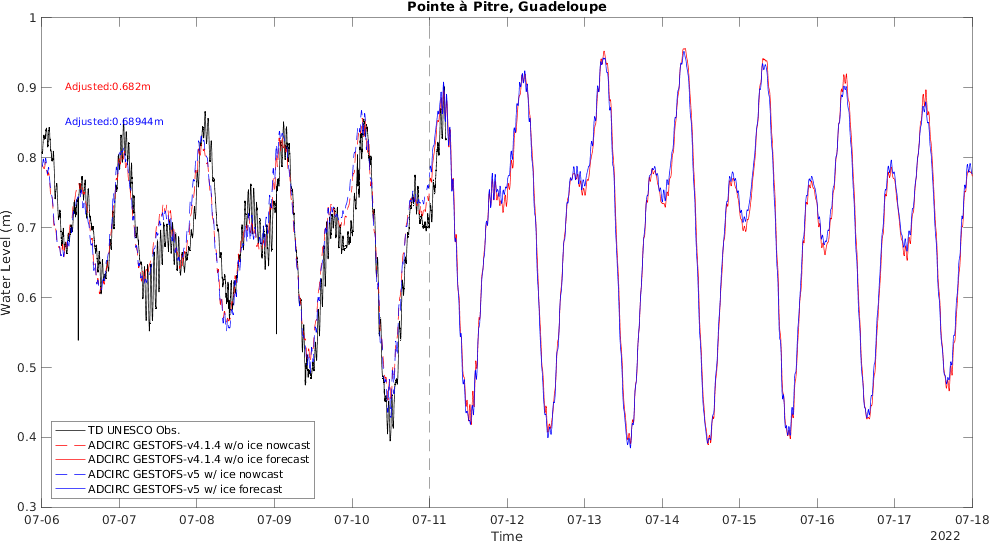 Pointe à Pitre, Guadeloupe
Water Level (m)
1
0.9
0.8
0.7
0.6
0.5
0.4
0.3
Adjusted:0.682m
Adjusted:0.68944m
TD UNESCO Obs.
ADCIRC GESTOFS-v4.1.4 w/o ice nowcast
ADCIRC GESTOFS-v4.1.4 w/o ice forecast
ADCIRC GESTOFS-v5 w/ ice nowcast
ADCIRC GESTOFS-v5 w/ ice forecast
07-06 07-07 07-08 07-09 07-10 07-11 07-12 07-13 07-14 07-15 07-16 07-17 07-18
Time
2022